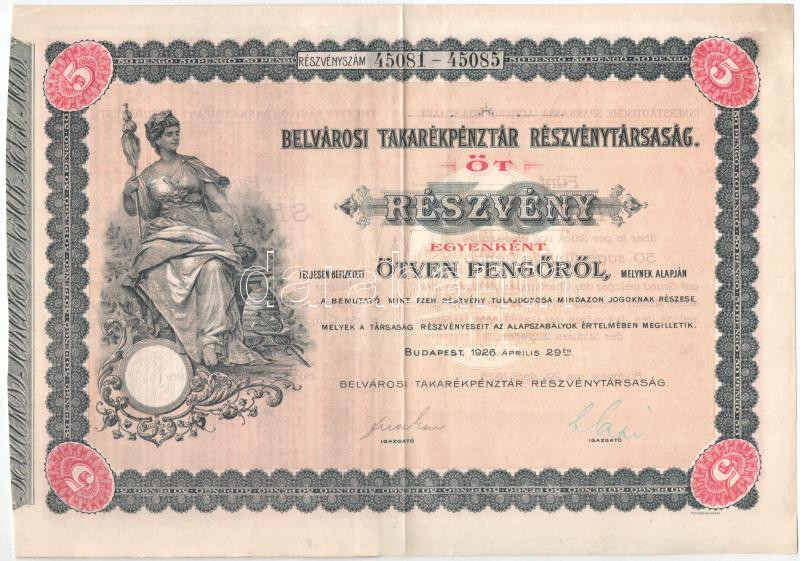 5
5
RÉSZVÉNYSZÁM 45081 - 45085
BELVÁROSI TAKARÉKPÉNZTÁR RÉSZVÉNYTÁRSASÁG.
ÖT
RÉSZVÉNY
EGYENKÉNT
TELJESEN BEFIZETETT ÖTVEN PENGŐRŐL, MELYNEK ALAPJÁN
A BEMUTATÓ MINT EZEN RÉSZVÉNY TULAJDONOSA MINDAZON JOGOKNAK RÉSZESE,
MELYEK A TÁRSASÁG RÉSZVÉNYESEIT AZ ALAPSZABÁLYOK ÉRTELMÉBEN MEGILLETIK.
BUDAPEST, 1926. ÁPRILIS 29ÉN
BELVÁROSI TAKARÉKPÉNZTÁR RÉSZVÉNYTÁRSASÁG.
IGAZGATÓ IGAZGATÓ
5
5